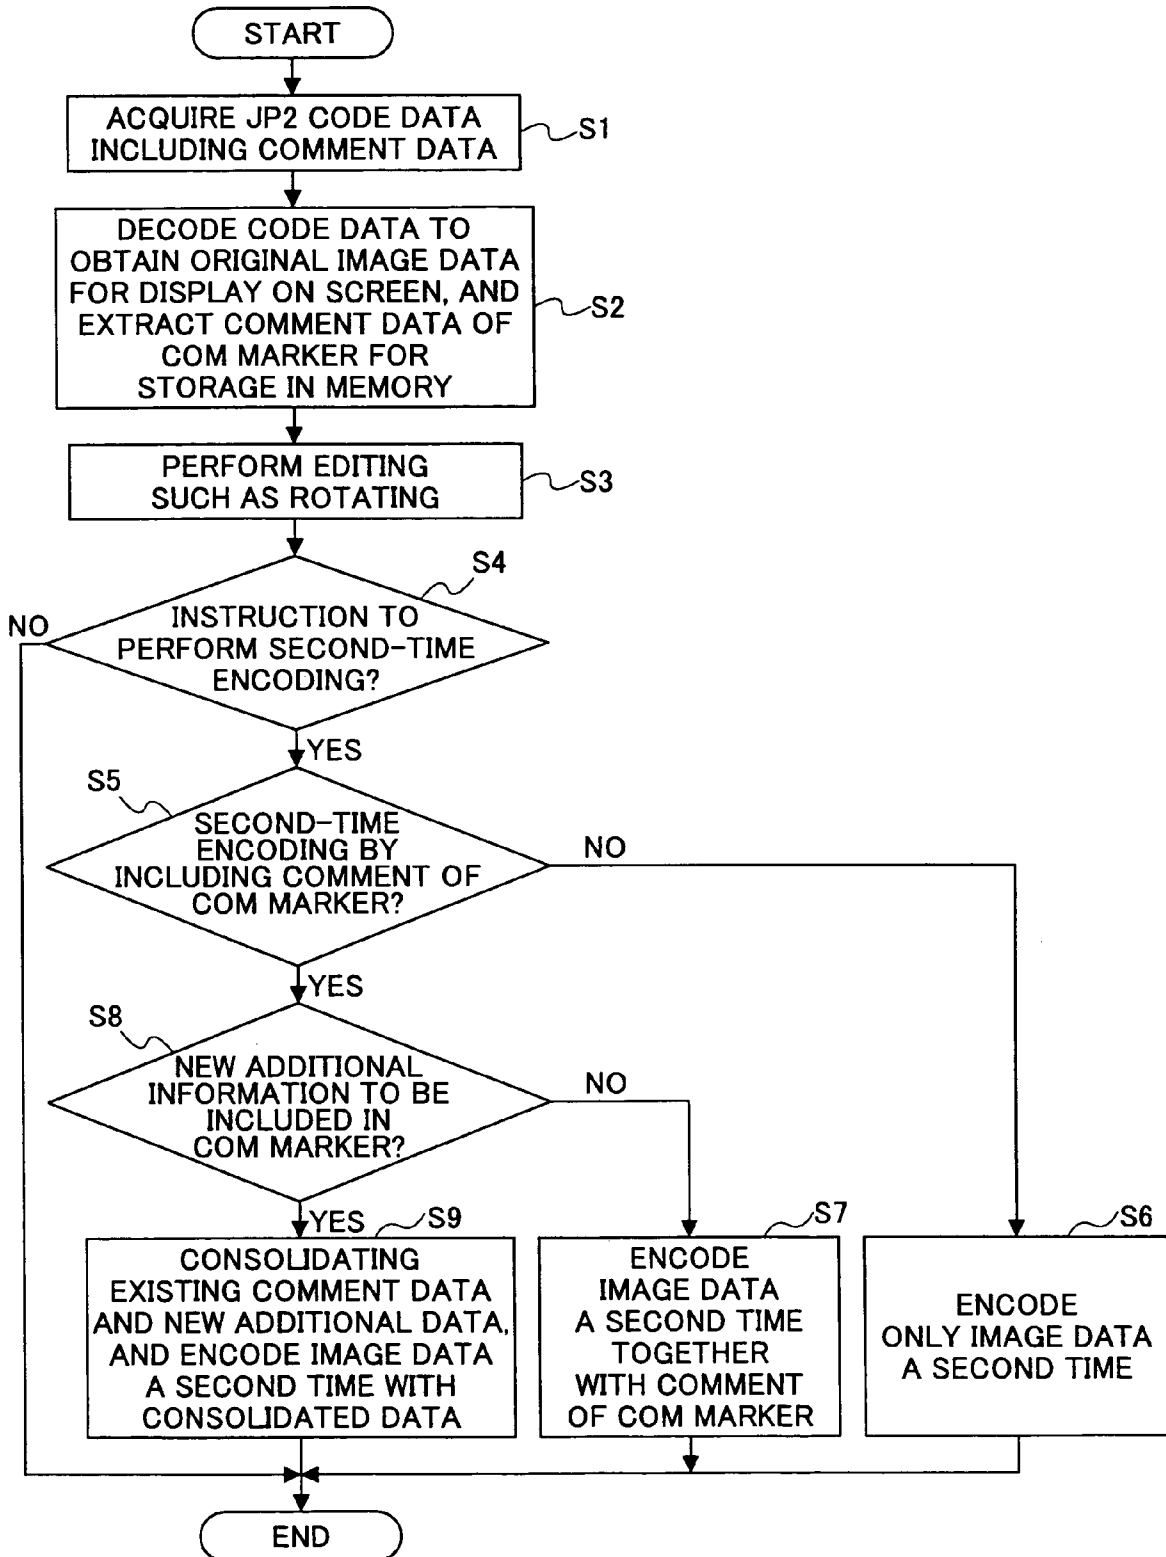 START
ACQUIRE JP2 CODE DATA
INCLUDING COMMENT DATA
S1
DECODE CODE DATA TO
OBTAIN ORIGINAL IMAGE DATA
FOR DISPLAY ON SCREEN, AND
EXTRACT COMMENT DATA OF
COM MARKER FOR
STORAGE IN MEMORY
S2
PERFORM EDITING
SUCH AS ROTATING
S3
S4
INSTRUCTION TO
PERFORM SECOND-TIME
ENCODING?
NO
YES
S5
SECOND-TIME
ENCODING BY
INCLUDING COMMENT OF
COM MARKER?
NO
YES
S8
NEW ADDITIONAL
INFORMATION TO BE
INCLUDED IN
COM MARKER?
NO
YES
S9
CONSOLIDATING
EXISTING COMMENT DATA
AND NEW ADDITIONAL DATA,
AND ENCODE IMAGE DATA
A SECOND TIME WITH
CONSOLIDATED DATA
S7
ENCODE
IMAGE DATA
A SECOND TIME
TOGETHER
WITH COMMENT
OF COM MARKER
S6
ENCODE
ONLY IMAGE DATA
A SECOND TIME
END